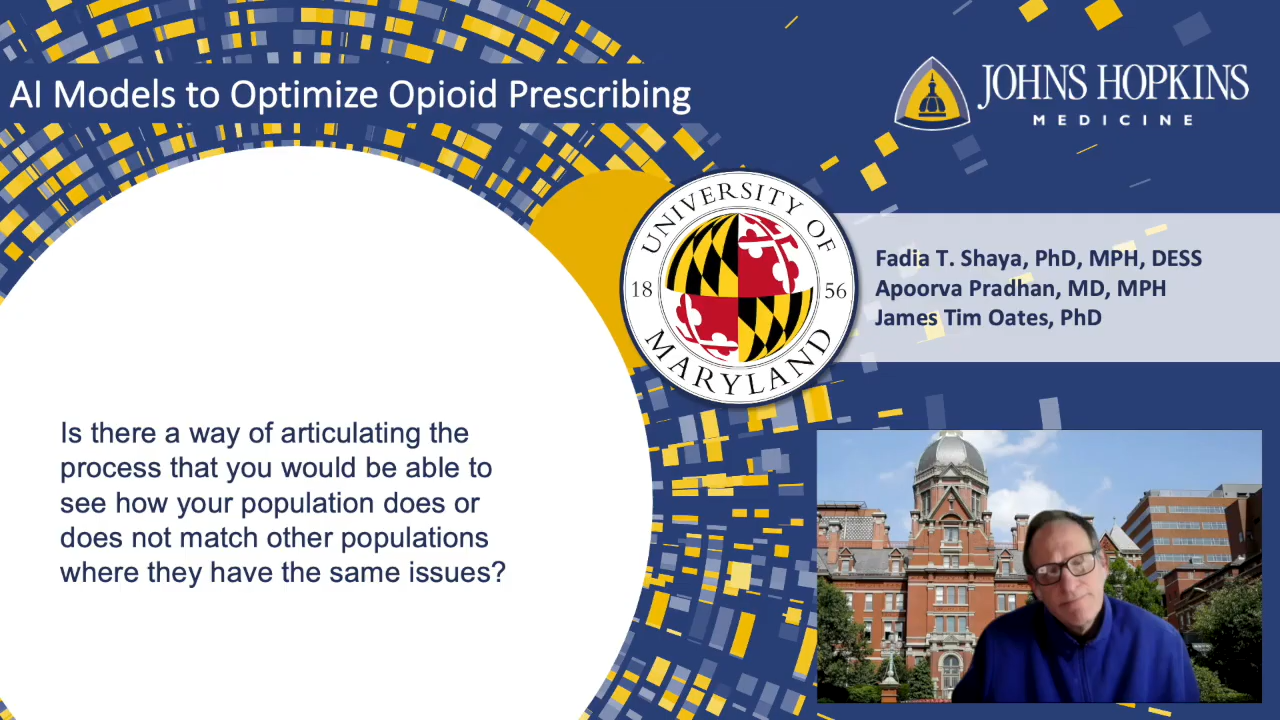 AI Models to Optimize Opioid Prescribing
JOHNS HOPKINS
MEDICINE
UNIVERSITY OF
18 56
MARYLAND
Fadia T. Shaya, PhD, MPH, DESS
Apoorva Pradhan, MD, MPH
James Tim Oates, PhD
Is there a way of articulating the
process that you would be able to
see how your population does or
does not match other populations
where they have the same issues?